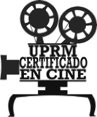 UPRM
CERTIFICADO
EN CINE